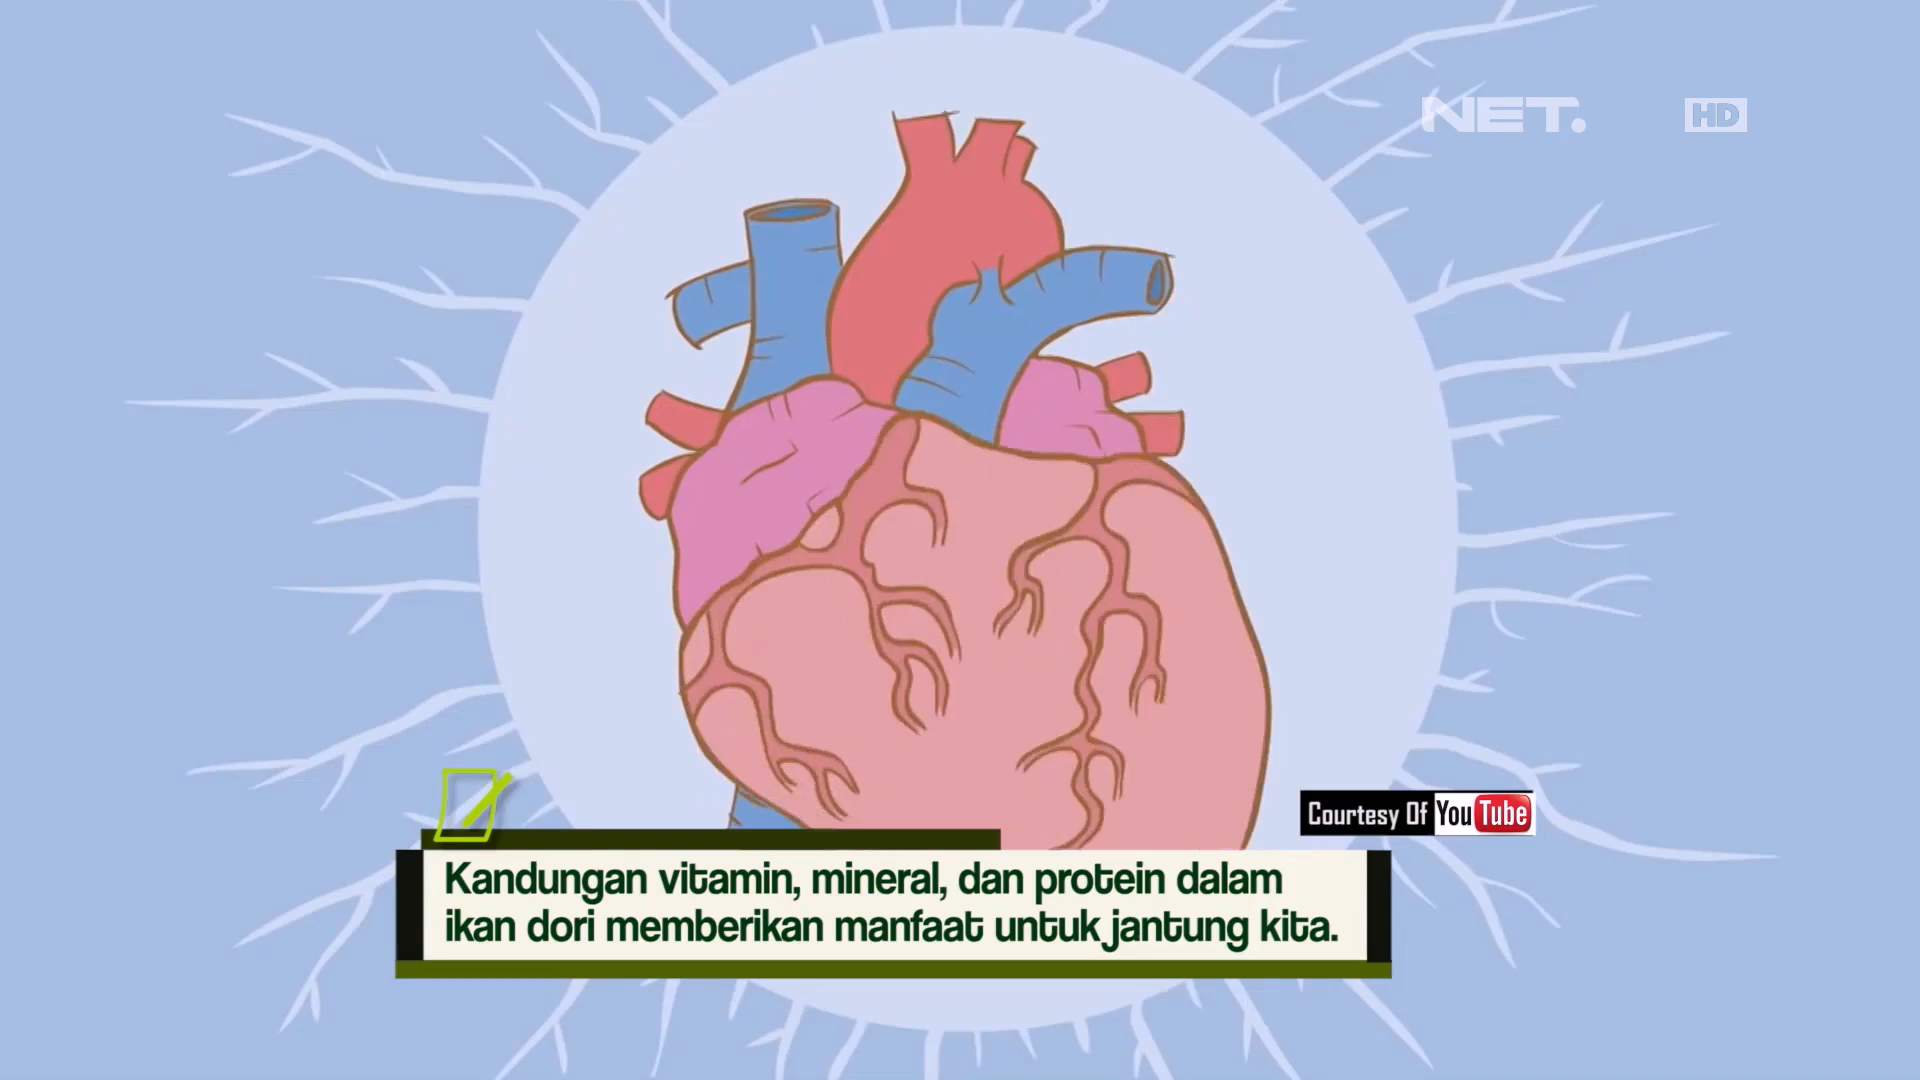 NET. HD
Courtesy Of YouTube
Kandungan vitamin, mineral, dan protein dalam
ikan dori memberikan manfaat untuk jantung kita.